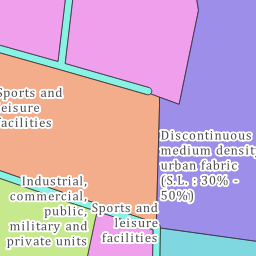 Sports and
leisure
facilities
Discontinuous
medium density
urban fabric
(S.L. : 30% -
50%)
Industrial,
commercial,
public,
military and
private units
Sports and
leisure
facilities